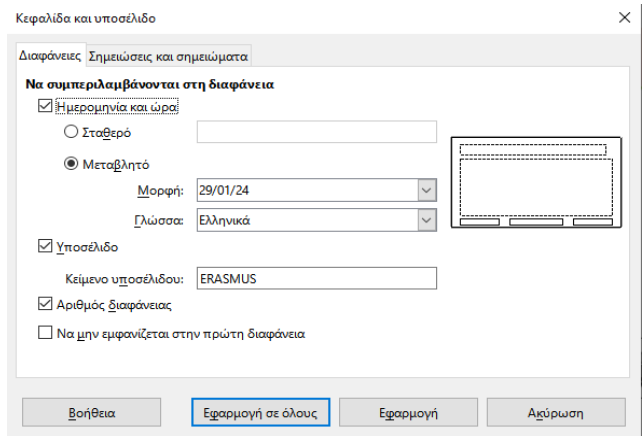 Κεφαλίδα και υποσέλιδο
Διαφάνειες Σημειώσεις και σημειώματα
Να συμπεριλαμβάνονται στη διαφάνεια
Ημερομηνία και ώρα
Σταθερό
Μεταβλητό
Μορφή: 29/01/24
Γλώσσα: Ελληνικά
Υποσέλιδο
Κείμενο υποσέλιδου: ERASMUS
Αριθμός διαφάνειας
Να μην εμφανίζεται στην πρώτη διαφάνεια
Βοήθεια Εφαρμογή σε όλους Εφαρμογή Ακύρωση